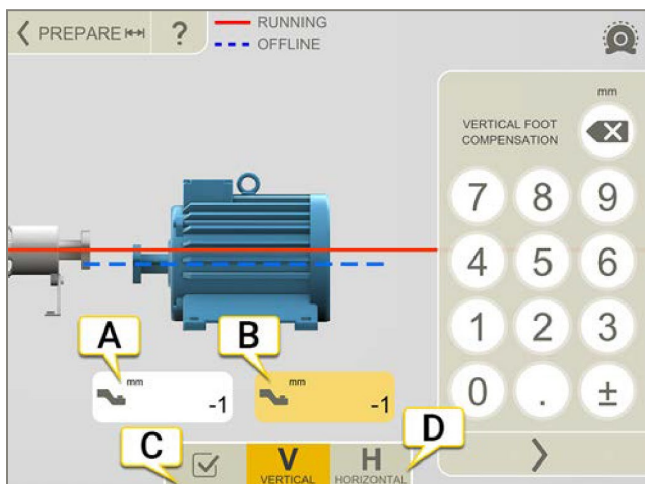 PREPARE
?
RUNNING
OFFLINE
mm
VERTICAL FOOT
COMPENSATION
7 8 9
4 5 6
1 2 3
0 . ±
A
B
mm
-1
mm
-1
C
D
V
VERTICAL
H
HORIZONTAL